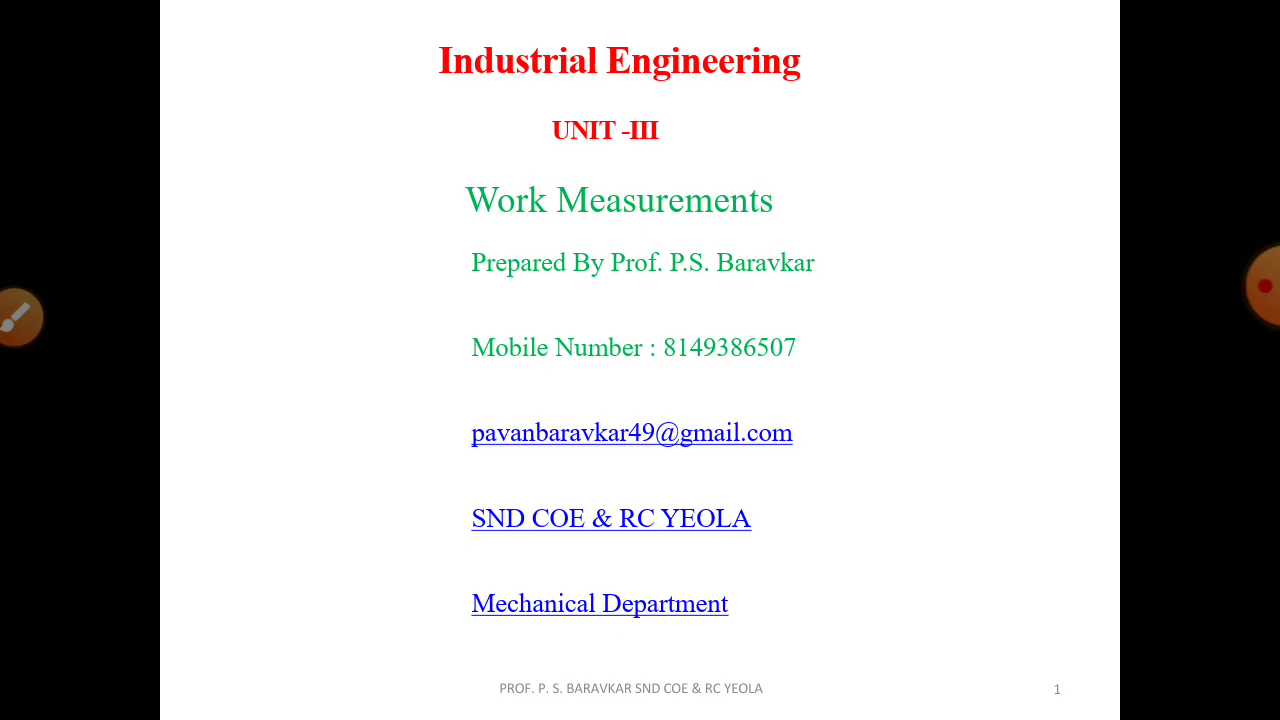 Industrial Engineering
UNIT -III
Work Measurements
Prepared By Prof. P.S. Baravkar
Mobile Number : 8149386507
pavanbaravkar49@gmail.com
SND COE & RC YEOLA
Mechanical Department
PROF. P. S. BARAVKAR SND COE & RC YEOLA
1